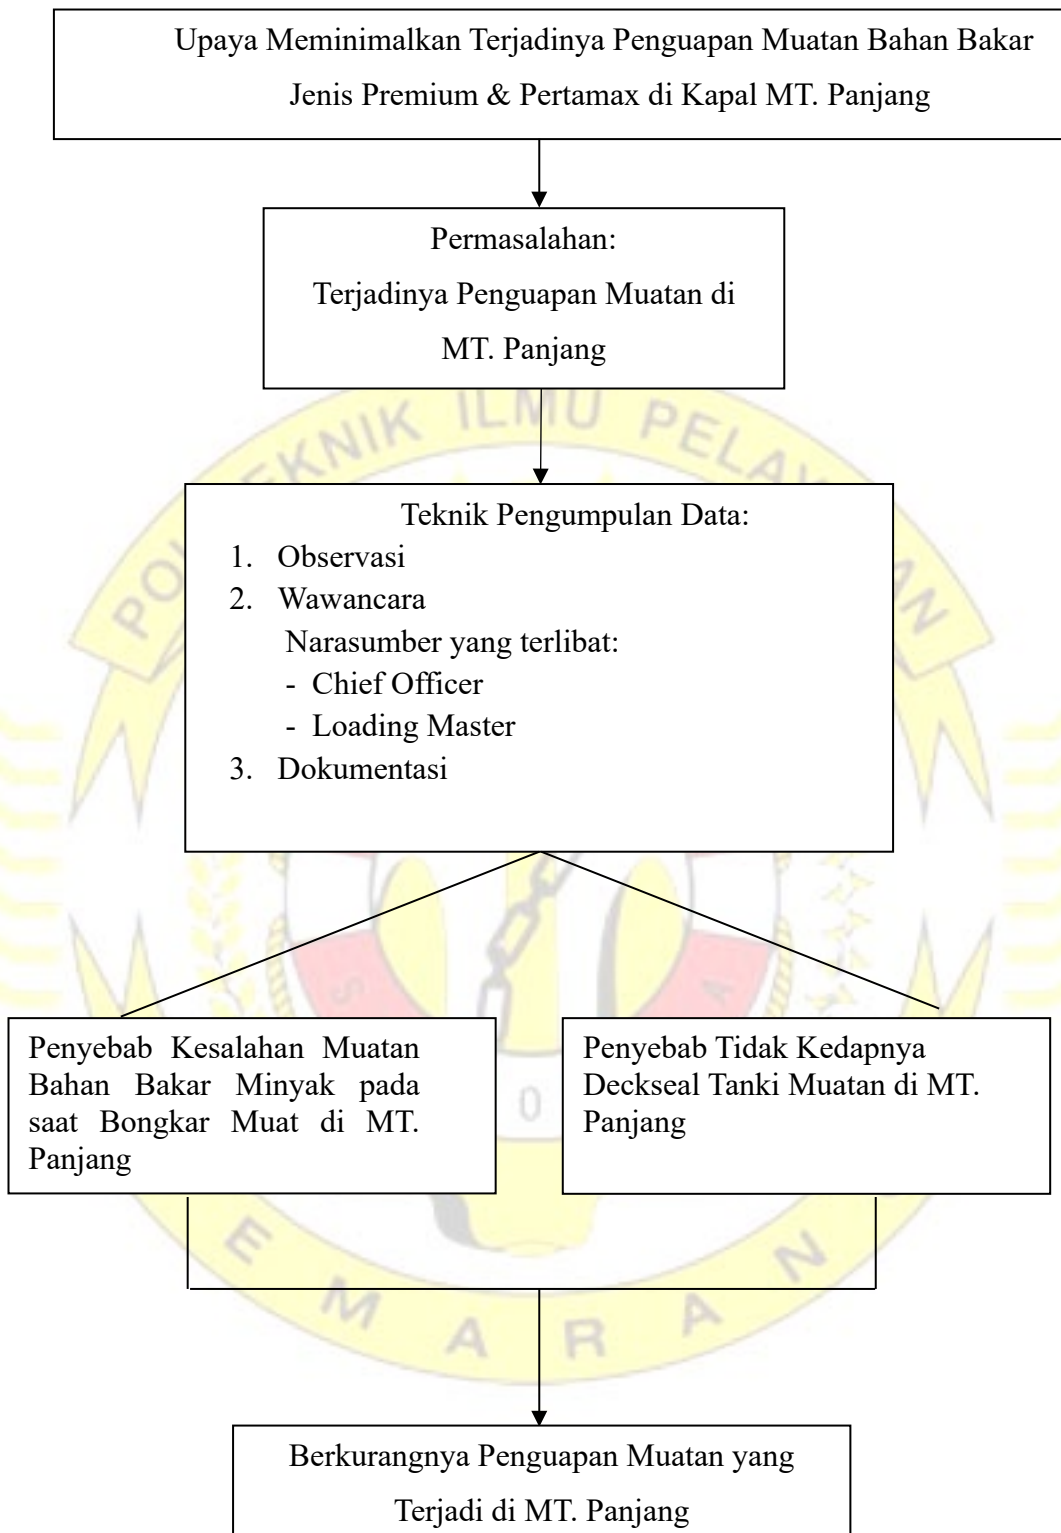 Upaya Meminimalkan Terjadinya Penguapan Muatan Bahan Bakar
Jenis Premium & Pertamax di Kapal MT. Panjang
Permasalahan:
Terjadinya Penguapan Muatan di
MT. Panjang
Teknik Pengumpulan Data:
1. Observasi
2. Wawancara
Narasumber yang terlibat:
- Chief Officer
- Loading Master
3. Dokumentasi
Penyebab Kesalahan Muatan
Bahan Bakar Minyak pada
saat Bongkar Muat di MT.
Panjang
Penyebab Tidak Kedapnya
Deckseal Tanki Muatan di MT.
Panjang
Berkurangnya Penguapan Muatan yang
Terjadi di MT. Panjang
ILMU